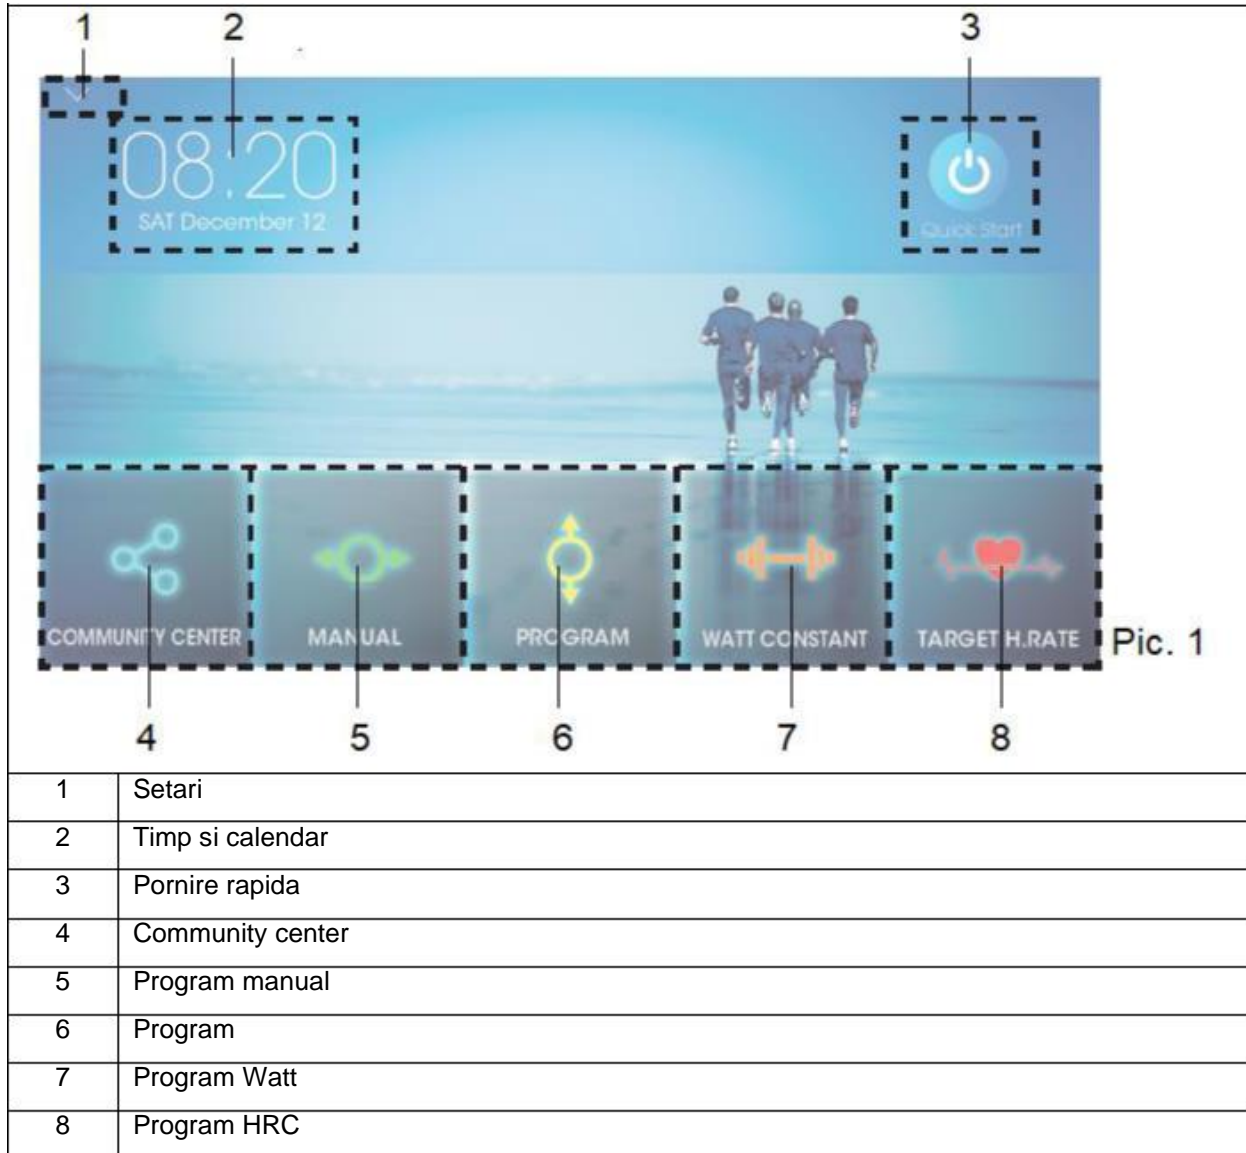 1 2 3
08:20
SAT December 12
Quick Start
COMMUNITY CENTER MANUAL PROGRAM WATT CONSTANT TARGET H.RATE
Pic. 1
4 5 6 7 8
1 Setari
2 Timp si calendar
3 Pornire rapida
4 Community center
5 Program manual
6 Program
7 Program Watt
8 Program HRC